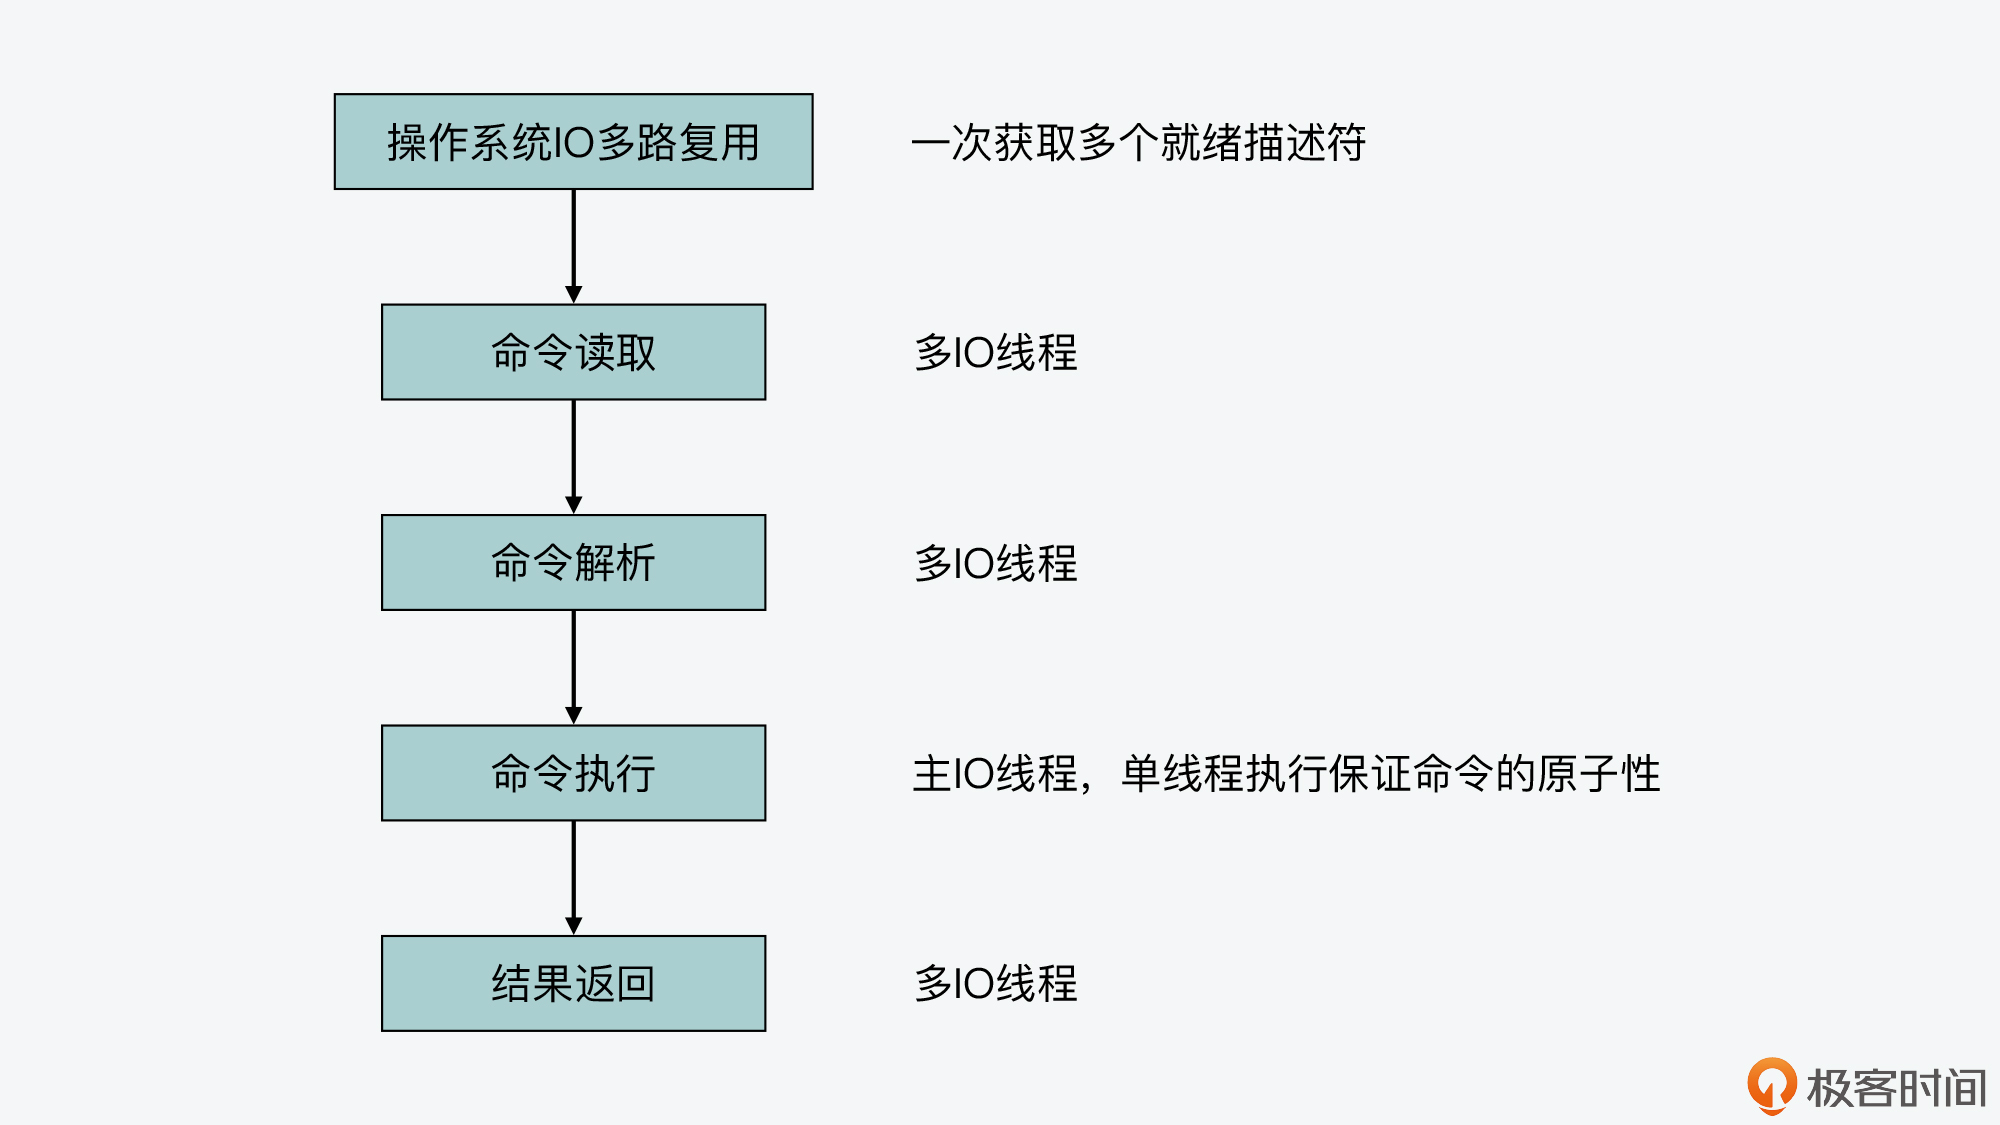 操作系统IO多路复用
一次获取多个就绪描述符
命令读取
多IO线程
命令解析
多IO线程
命令执行
主IO线程，单线程执行保证命令的原子性
结果返回
多IO线程
极客时间